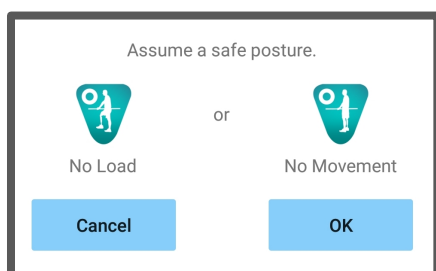 Assume a safe posture.
or
No Load
No Movement
Cancel
OK